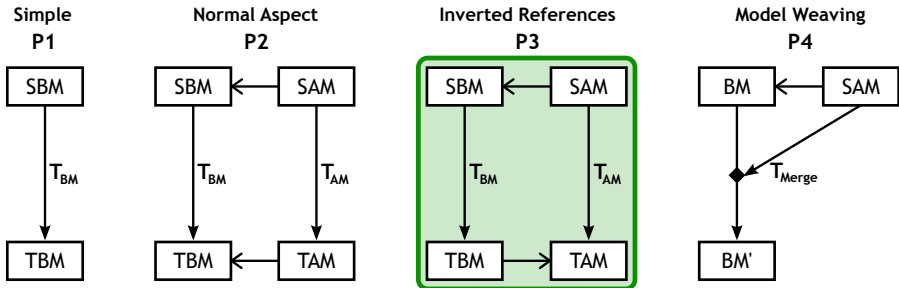 Simple
P1
SBM
T_BM
TBM
Normal Aspect
P2
SBM
SAM
T_BM
T_AM
TBM
TAM
Inverted References
P3
SBM
SAM
T_BM
T_AM
TBM
TAM
Model Weaving
P4
BM
SAM
T_Merge
BM'